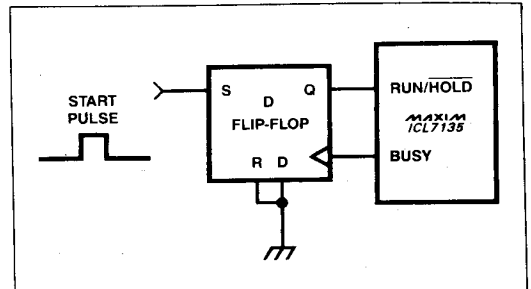 START
PULSE
S
D
Q
FLIP-FLOP
R D
RUN/HOLD
MAXIM
ICL7135
BUSY